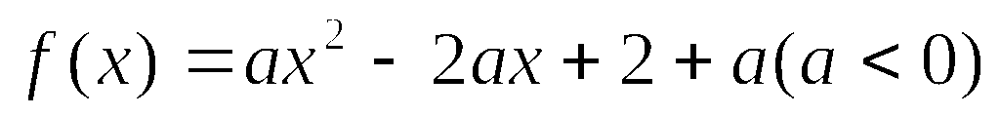 f(x) = ax² - 2ax + 2 + a(a < 0)